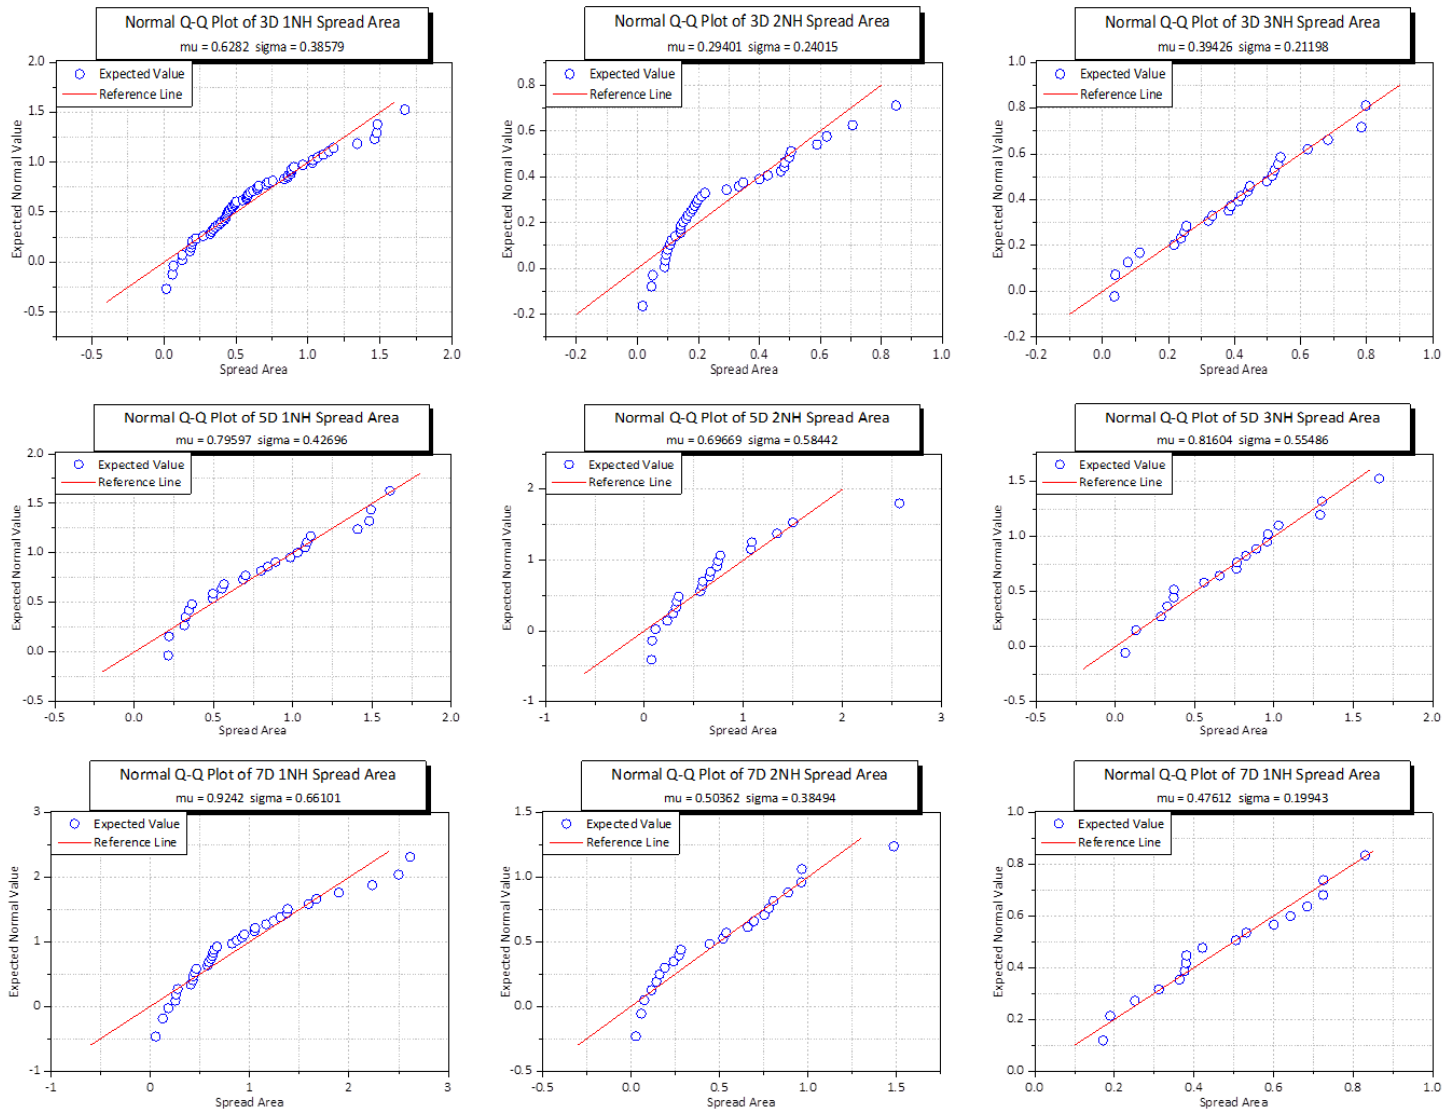 Normal Q-Q Plot of 3D 1NH Spread Area
mu = 0.6282 sigma = 0.38579
2.0
1.5
1.0
0.5
0.0
-0.5
Expected Normal Value
Expected Value
Reference Line
0.0 0.5 1.0 1.5 2.0
Spread Area
Normal Q-Q Plot of 3D 2NH Spread Area
mu = 0.29401 sigma = 0.24015
0.8
0.6
0.4
0.2
0.0
-0.2
Expected Normal Value
Expected Value
Reference Line
-0.2 0.0 0.2 0.4 0.6 0.8 1.0
Spread Area
Normal Q-Q Plot of 3D 3NH Spread Area
mu = 0.39426 sigma = 0.21198
1.0
0.8
0.6
0.4
0.2
0.0
-0.2
Expected Normal Value
Expected Value
Reference Line
-0.2 0.0 0.2 0.4 0.6 0.8 1.0
Spread Area
Normal Q-Q Plot of 5D 1NH Spread Area
mu = 0.79597 sigma = 0.42696
2.0
1.5
1.0
0.5
0.0
-0.5
Expected Normal Value
Expected Value
Reference Line
-0.5 0.0 0.5 1.0 1.5 2.0
Spread Area
Normal Q-Q Plot of 5D 2NH Spread Area
mu = 0.69669 sigma = 0.58442
2
1
0
-1
Expected Normal Value
Expected Value
Reference Line
-1 0 1 2 3
Spread Area
Normal Q-Q Plot of 5D 3NH Spread Area
mu = 0.81604 sigma = 0.55486
1.5
1.0
0.5
0.0
-0.5
Expected Normal Value
Expected Value
Reference Line
-0.5 0.0 0.5 1.0 1.5 2.0
Spread Area
Normal Q-Q Plot of 7D 1NH Spread Area
mu = 0.9242 sigma = 0.66101
3
2
1
0
-1
Expected Normal Value
Expected Value
Reference Line
-1 0 1 2 3
Spread Area
Normal Q-Q Plot of 7D 2NH Spread Area
mu = 0.50362 sigma = 0.38494
1.5
1.0
0.5
0.0
-0.5
Expected Normal Value
Expected Value
Reference Line
-0.5 0.0 0.5 1.0 1.5
Spread Area
Normal Q-Q Plot of 7D 1NH Spread Area
mu = 0.47612 sigma = 0.19943
1.0
0.8
0.6
0.4
0.2
0.0
Expected Normal Value
Expected Value
Reference Line
0.0 0.2 0.4 0.6 0.8 1.0
Spread Area